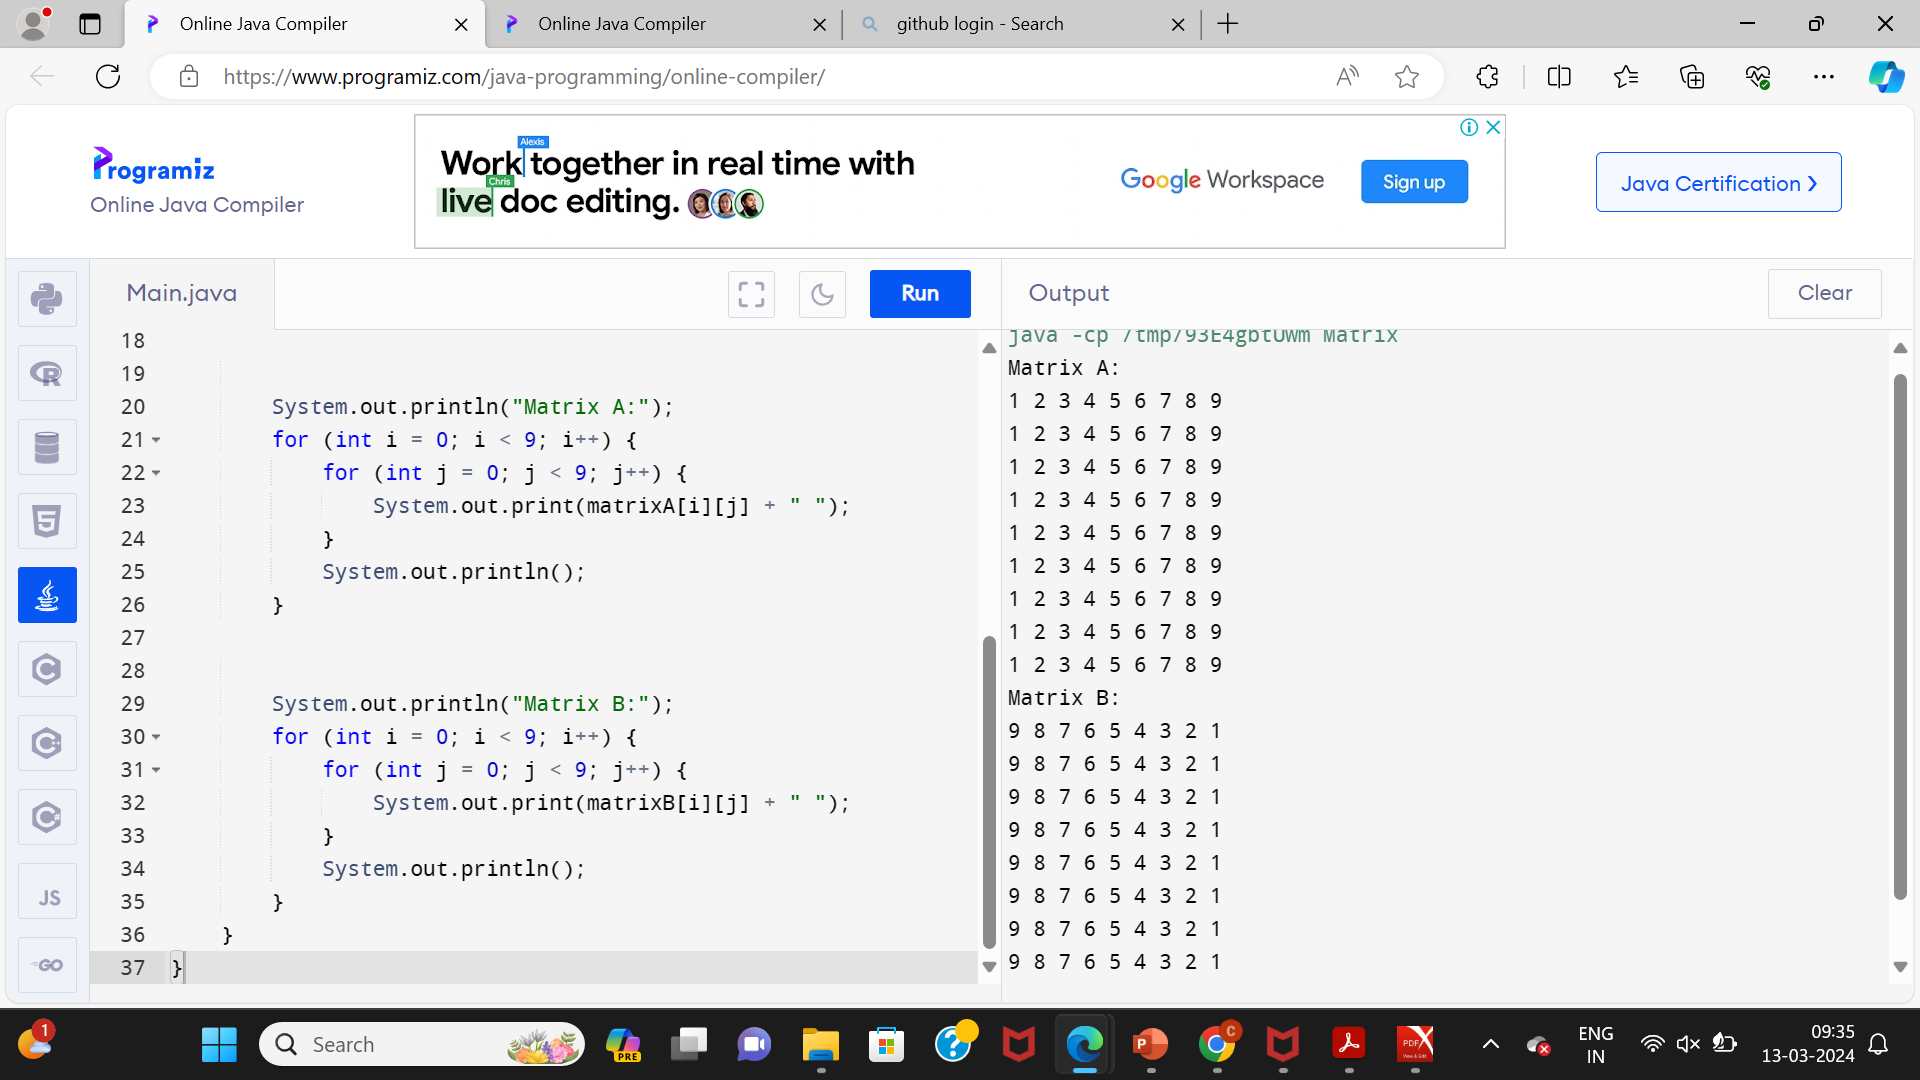 Online Java Compiler
Online Java Compiler
github login - Search
https://www.programiz.com/java-programming/online-compiler/
Programiz
Online Java Compiler
Alexis
Work together in real time with
Chris
live doc editing.
Google Workspace
Sign up
Java Certification ❯
Main.java
Run
Output
Clear
18
19
20 System.out.println("Matrix A:");
21 for (int i = 0; i < 9; i++) {
22 for (int j = 0; j < 9; j++) {
23 System.out.print(matrixA[i][j] + " ");
24 }
25 System.out.println();
26 }
27
28
29 System.out.println("Matrix B:");
30 for (int i = 0; i < 9; i++) {
31 for (int j = 0; j < 9; j++) {
32 System.out.print(matrixB[i][j] + " ");
33 }
34 System.out.println();
35 }
36 }
37 }
java -cp /tmp/93E4gbtUwm Matrix
Matrix A:
1 2 3 4 5 6 7 8 9
1 2 3 4 5 6 7 8 9
1 2 3 4 5 6 7 8 9
1 2 3 4 5 6 7 8 9
1 2 3 4 5 6 7 8 9
1 2 3 4 5 6 7 8 9
1 2 3 4 5 6 7 8 9
1 2 3 4 5 6 7 8 9
1 2 3 4 5 6 7 8 9
Matrix B:
9 8 7 6 5 4 3 2 1
9 8 7 6 5 4 3 2 1
9 8 7 6 5 4 3 2 1
9 8 7 6 5 4 3 2 1
9 8 7 6 5 4 3 2 1
9 8 7 6 5 4 3 2 1
9 8 7 6 5 4 3 2 1
9 8 7 6 5 4 3 2 1
R
5
C
C++
C#
JS
GO
1
Search
PRE
P
C
PDF
View & Edit
ENG
IN
09:35
13-03-2024